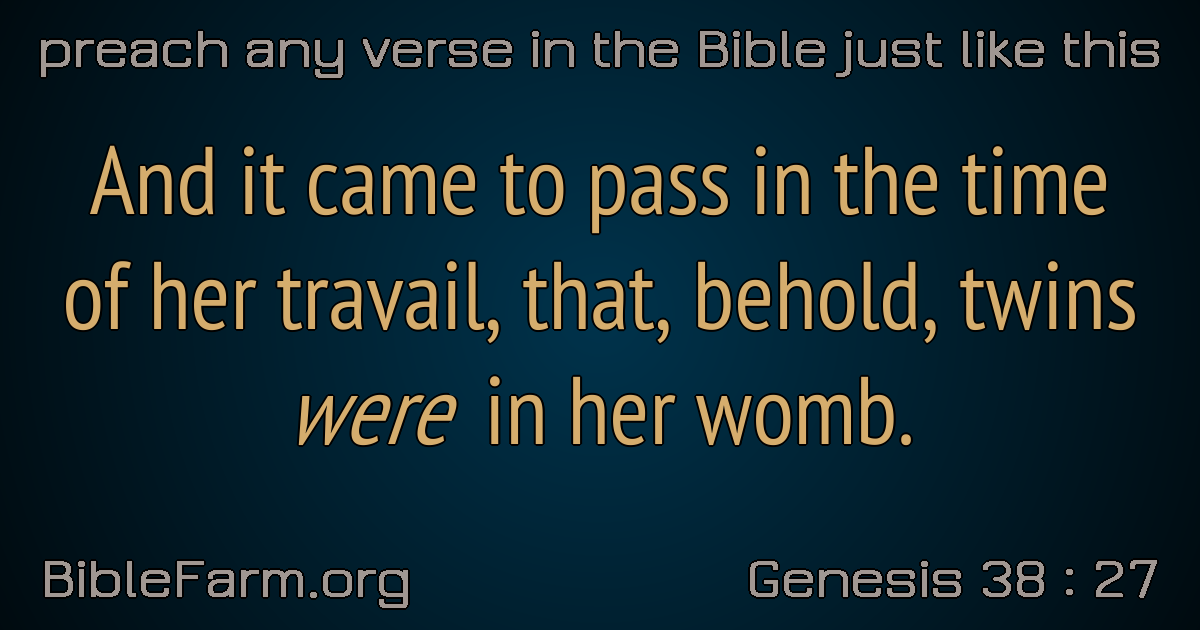 preach any verse in the Bible just like this
And it came to pass in the time
of her travail, that, behold, twins
were in her womb.
BibleFarm.org
Genesis 38 : 27